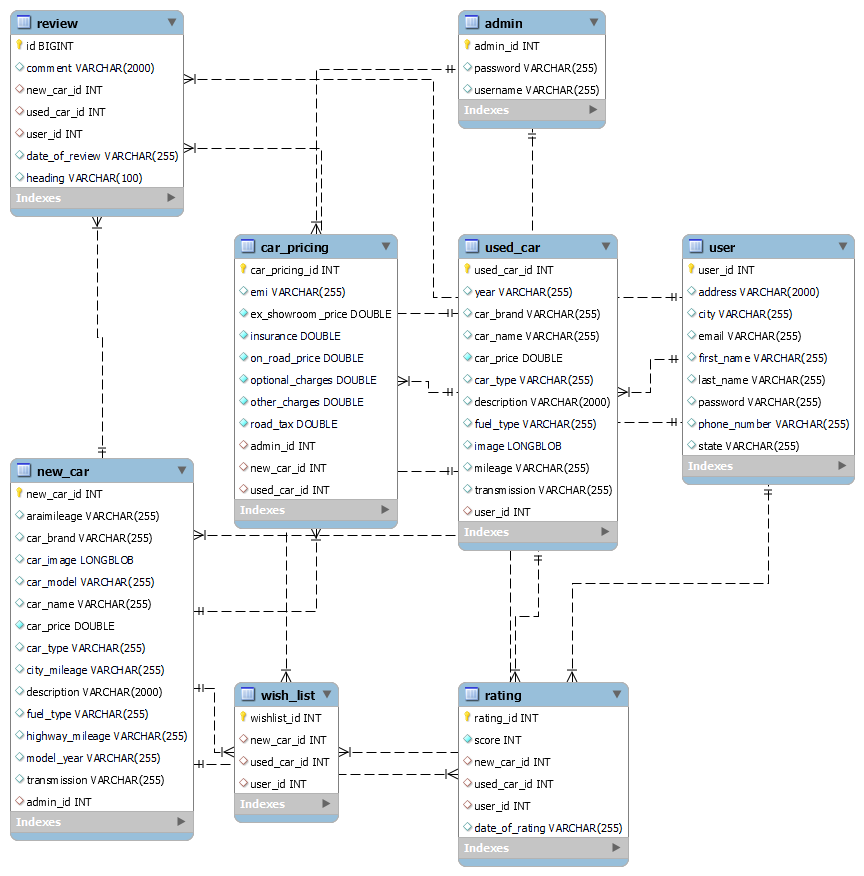 review
id BIGINT
comment VARCHAR(2000)
new_car_id INT
used_car_id INT
user_id INT
date_of_review VARCHAR(255)
heading VARCHAR(100)
Indexes
admin
admin_id INT
password VARCHAR(255)
username VARCHAR(255)
Indexes
car_pricing
car_pricing_id INT
emi VARCHAR(255)
ex_showroom_price DOUBLE
insurance DOUBLE
on_road_price DOUBLE
optional_charges DOUBLE
other_charges DOUBLE
road_tax DOUBLE
admin_id INT
new_car_id INT
used_car_id INT
Indexes
used_car
used_car_id INT
year VARCHAR(255)
car_brand VARCHAR(255)
car_name VARCHAR(255)
car_price DOUBLE
car_type VARCHAR(255)
description VARCHAR(2000)
fuel_type VARCHAR(255)
image LONGBLOB
mileage VARCHAR(255)
transmission VARCHAR(255)
user_id INT
Indexes
user
user_id INT
address VARCHAR(2000)
city VARCHAR(255)
email VARCHAR(255)
first_name VARCHAR(255)
last_name VARCHAR(255)
password VARCHAR(255)
phone_number VARCHAR(255)
state VARCHAR(255)
Indexes
new_car
new_car_id INT
araimileage VARCHAR(255)
car_brand VARCHAR(255)
car_image LONGBLOB
car_model VARCHAR(255)
car_name VARCHAR(255)
car_price DOUBLE
car_type VARCHAR(255)
city_mileage VARCHAR(255)
description VARCHAR(2000)
fuel_type VARCHAR(255)
highway_mileage VARCHAR(255)
model_year VARCHAR(255)
transmission VARCHAR(255)
admin_id INT
Indexes
wish_list
wishlist_id INT
new_car_id INT
used_car_id INT
user_id INT
Indexes
rating
rating_id INT
score INT
new_car_id INT
used_car_id INT
user_id INT
date_of_rating VARCHAR(255)
Indexes